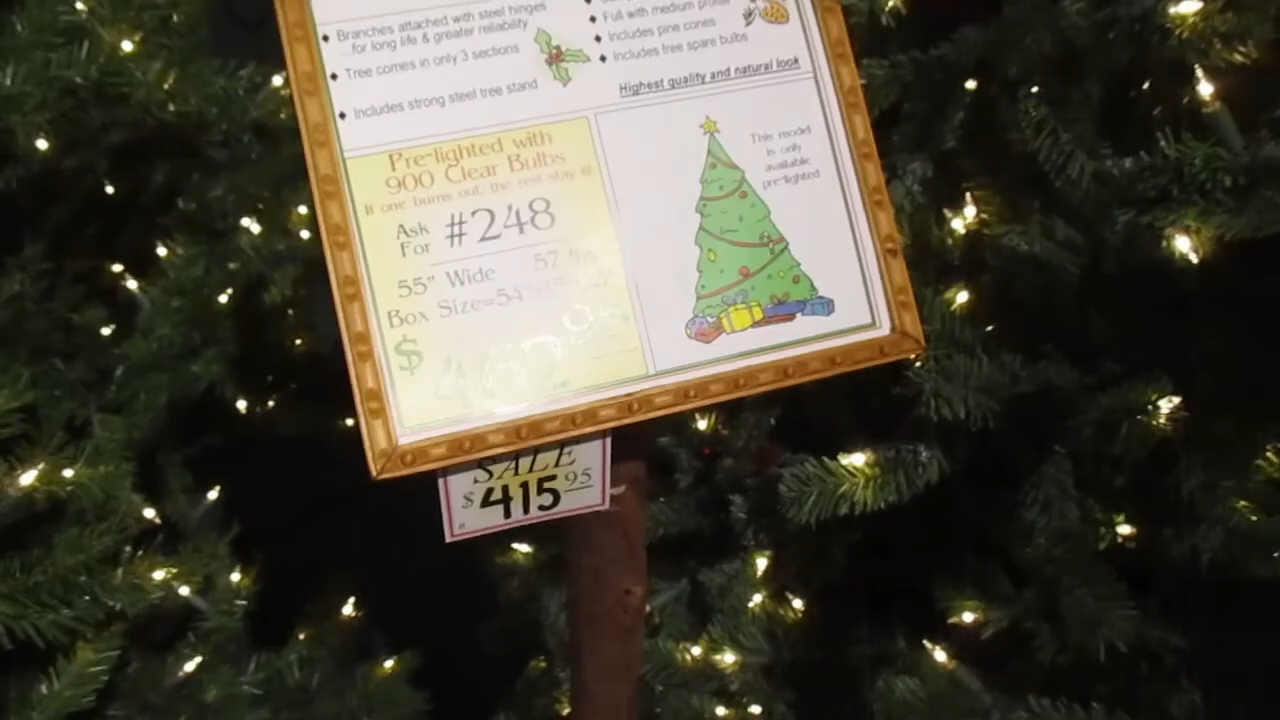 Branches attached with steel hinges
...for long life & greater reliability
Tree comes in only 3 sections
Includes strong steel tree stand
Full with medium profile
Includes pine cones
Includes free spare bulbs
Highest quality and natural look
Pre-lighted with
900 Clear Bulbs
If one burns out, the rest stay lit
Ask For #248
55" Wide
Box Size=54"
$
This model
is only
available
pre-lighted
SALE
$415.95